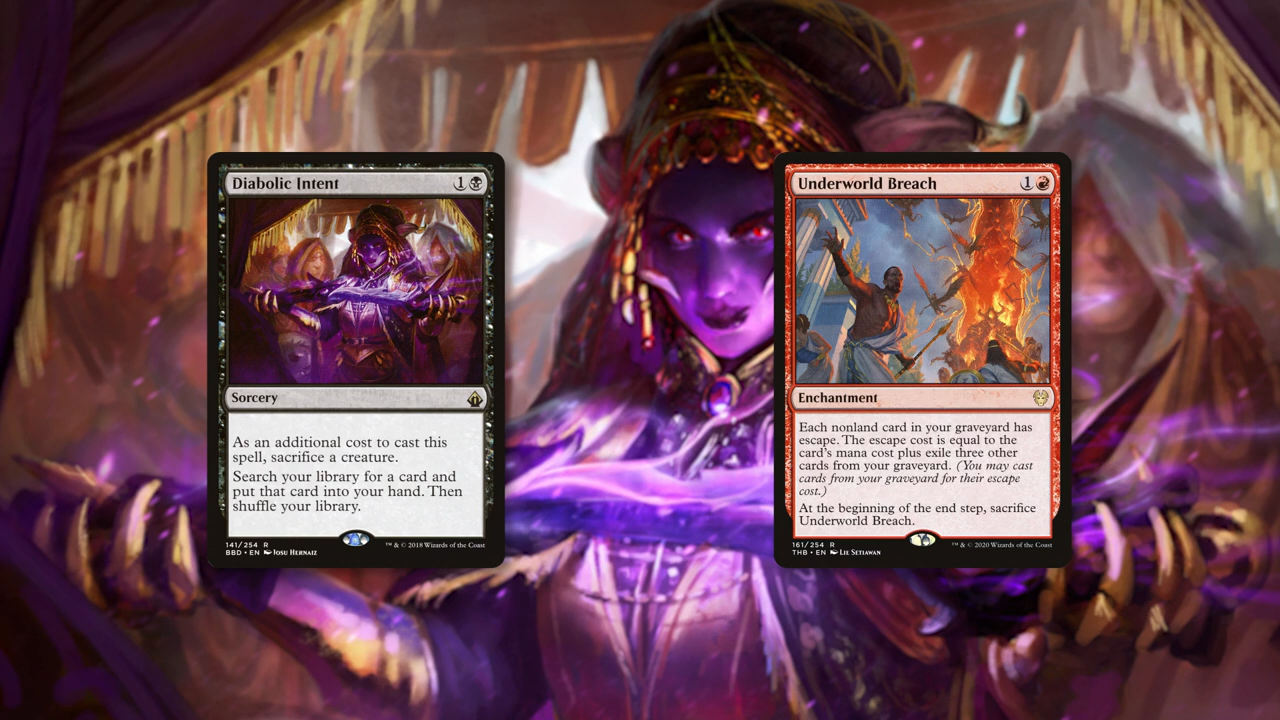 Diabolic Intent 1
Sorcery
As an additional cost to cast this
spell, sacrifice a creature.
Search your library for a card and
put that card into your hand. Then
shuffle your library.
141/254 R
BBD • EN Josu Hernaiz ™ & © 2018 Wizards of the Coast
Underworld Breach 1
Enchantment
Each nonland card in your graveyard has
escape. The escape cost is equal to the
card's mana cost plus exile three other
cards from your graveyard. (You may cast
cards from your graveyard for their escape
cost.)
At the beginning of the end step, sacrifice
Underworld Breach.
161/254 R
THB • EN Lie Setiawan ™ & © 2020 Wizards of the Coast